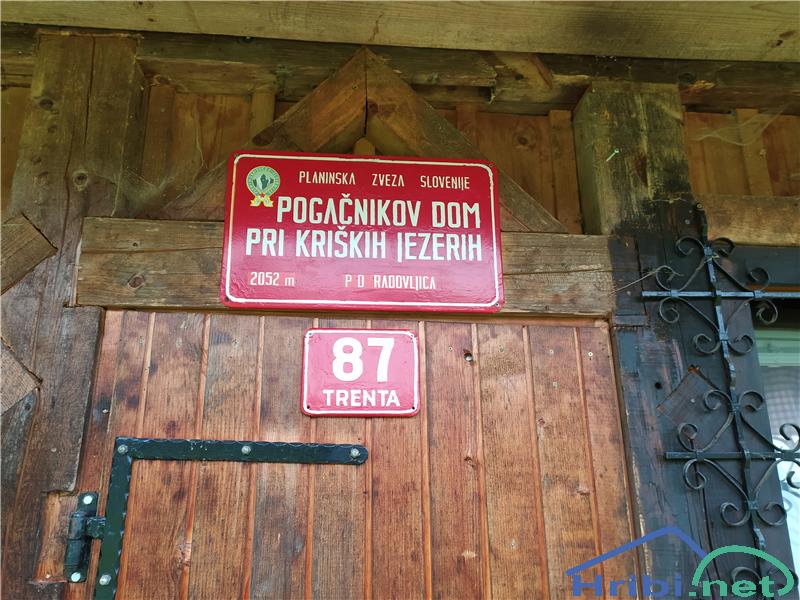 PLANINSKA ZVEZA SLOVENIJE
POGAČNIKOV DOM
PRI KRIŠKIH JEZERIH
2052 m P D RADOVLJICA
87
TRENTA
Hribi.net